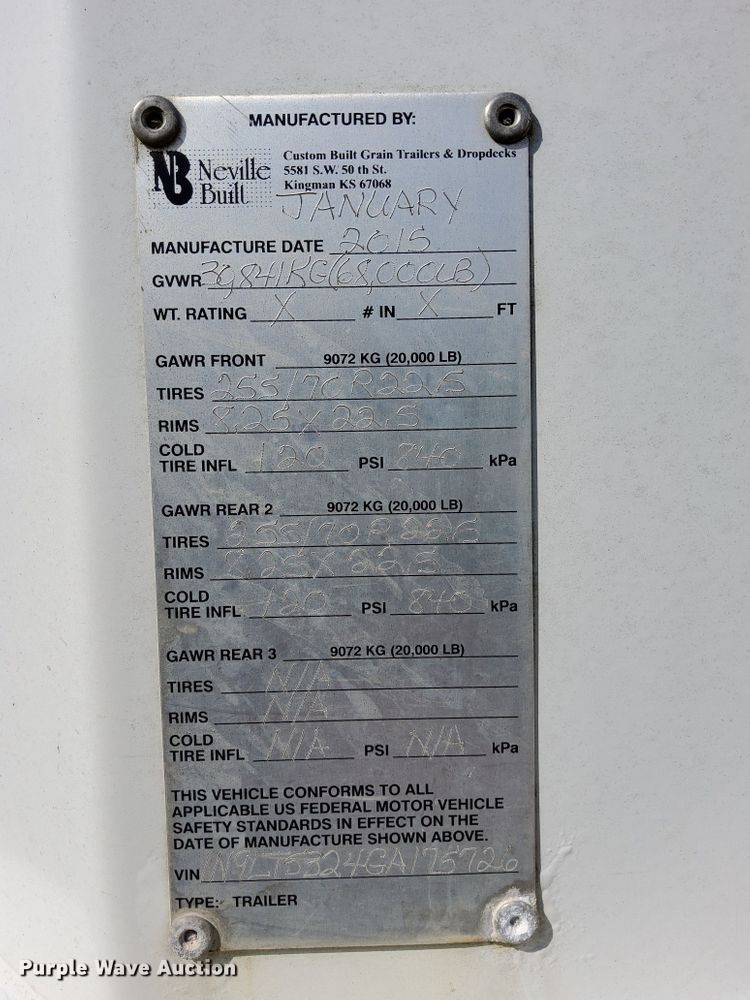 MANUFACTURED BY:
NB Neville Built
Custom Built Grain Trailers & Dropdecks
5581 S.W. 50 th St.
Kingman KS 67068
JANUARY
MANUFACTURE DATE 2015
GVWR 30841KG(68,000LB)
WT. RATING X # IN X FT
GAWR FRONT 9072 KG (20,000 LB)
TIRES 255/70R22.5
RIMS 8.25X22.5
COLD
TIRE INFL 120 PSI 840 kPa
GAWR REAR 2 9072 KG (20,000 LB)
TIRES 255/70R22.5
RIMS 8.25X22.5
COLD
TIRE INFL 120 PSI 840 kPa
GAWR REAR 3 9072 KG (20,000 LB)
TIRES N/A
RIMS N/A
COLD
TIRE INFL N/A PSI N/A kPa
THIS VEHICLE CONFORMS TO ALL
APPLICABLE US FEDERAL MOTOR VEHICLE
SAFETY STANDARDS IN EFFECT ON THE
DATE OF MANUFACTURE SHOWN ABOVE.
VIN 1N9LT5324GA175726
TYPE: TRAILER
Purple Wave Auction